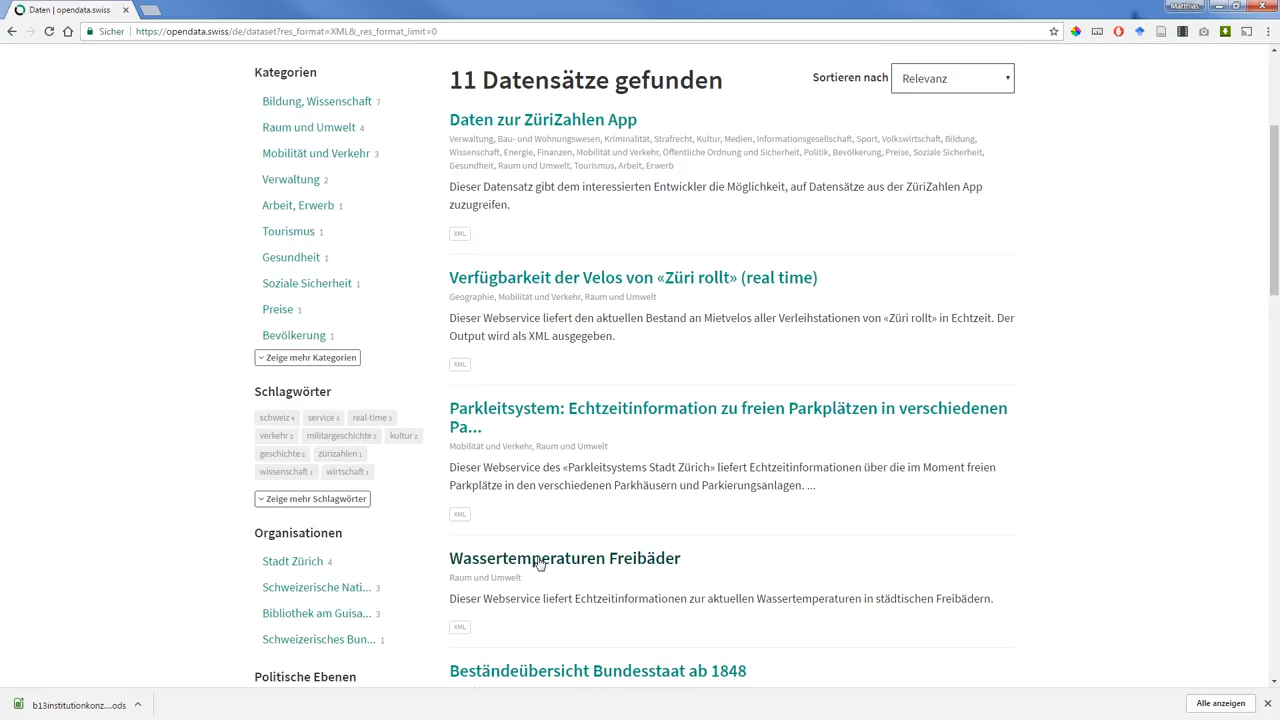 Daten | opendata.swiss
Matthias
Sicher
https://opendata.swiss/de/dataset?res_format=XML&_res_format_limit=0
Kategorien
Bildung, Wissenschaft 7
Raum und Umwelt 4
Mobilität und Verkehr 3
Verwaltung 2
Arbeit, Erwerb 1
Tourismus 1
Gesundheit 1
Soziale Sicherheit 1
Preise 1
Bevölkerung 1
Zeige mehr Kategorien
Schlagwörter
schweiz 4 service 3 real-time 3
verkehr 2 militargeschichte 2 kultur 2
geschichte 2 zürizahlen 1
wissenschaft 1 wirtschaft 1
Zeige mehr Schlagwörter
Organisationen
Stadt Zürich 4
Schweizerische Nati... 3
Bibliothek am Guisa... 3
Schweizerisches Bun... 1
Politische Ebenen
11 Datensätze gefunden
Sortieren nach Relevanz
Daten zur ZüriZahlen App
Verwaltung, Bau- und Wohnungswesen, Kriminalität, Strafrecht, Kultur, Medien, Informationsgesellschaft, Sport, Volkswirtschaft, Bildung,
Wissenschaft, Energie, Finanzen, Mobilität und Verkehr, Öffentliche Ordnung und Sicherheit, Politik, Bevölkerung, Preise, Soziale Sicherheit,
Gesundheit, Raum und Umwelt, Tourismus, Arbeit, Erwerb
Dieser Datensatz gibt dem interessierten Entwickler die Möglichkeit, auf Datensätze aus der ZüriZahlen App
zuzugreifen.
XML
Verfügbarkeit der Velos von «Züri rollt» (real time)
Geographie, Mobilität und Verkehr, Raum und Umwelt
Dieser Webservice liefert den aktuellen Bestand an Mietvelos aller Verleihstationen von «Züri rollt» in Echtzeit. Der
Output wird als XML ausgegeben.
XML
Parkleitsystem: Echtzeitinformation zu freien Parkplätzen in verschiedenen
Pa...
Mobilität und Verkehr, Raum und Umwelt
Dieser Webservice des «Parkleitsystems Stadt Zürich» liefert Echtzeitinformationen über die im Moment freien
Parkplätze in den verschiedenen Parkhäusern und Parkierungsanlagen. ...
XML
Wassertemperaturen Freibäder
Raum und Umwelt
Dieser Webservice liefert Echtzeitinformationen zur aktuellen Wassertemperaturen in städtischen Freibädern.
XML
Beständeübersicht Bundesstaat ab 1848
b13institutionkonz....ods
Alle anzeigen